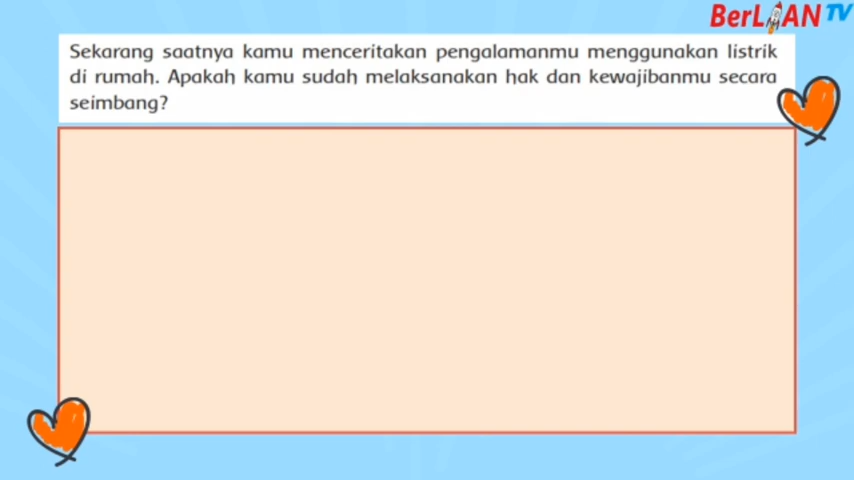 BerLIAN TV
Sekarang saatnya kamu menceritakan pengalamanmu menggunakan listrik
di rumah. Apakah kamu sudah melaksanakan hak dan kewajibanmu secara
seimbang?